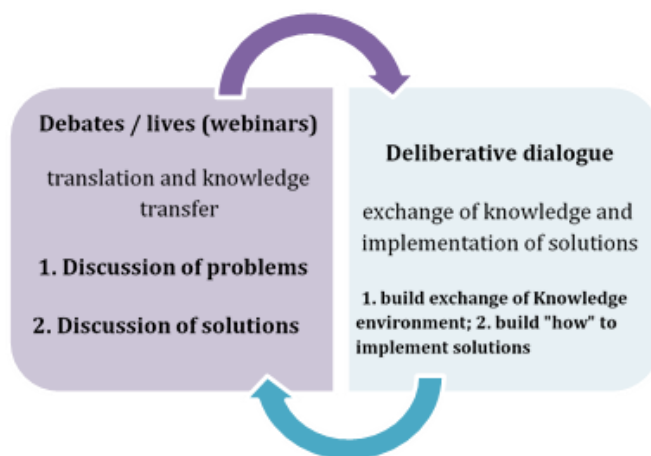 Debates / lives (webinars)
translation and knowledge
transfer
1. Discussion of problems
2. Discussion of solutions
Deliberative dialogue
exchange of knowledge and
implementation of solutions
1. build exchange of Knowledge
environment; 2. build "how" to
implement solutions